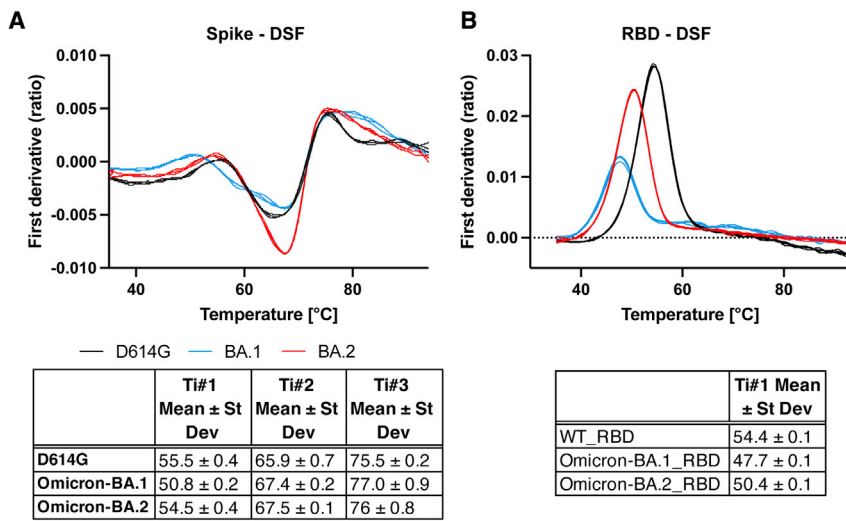 A
Spike - DSF
First derivative (ratio)
0.010
0.005
0.000
-0.005
-0.010
40 60 80
Temperature [°C]
B
RBD - DSF
First derivative (ratio)
0.03
0.02
0.01
0.00
40 60 80
Temperature [°C]
D614G BA.1 BA.2
Ti#1 Ti#2 Ti#3
Mean ± St Mean ± St Mean ± St
Dev Dev Dev
D614G 55.5 ± 0.4 65.9 ± 0.7 75.5 ± 0.2
Omicron-BA.1 50.8 ± 0.2 67.4 ± 0.2 77.0 ± 0.9
Omicron-BA.2 54.5 ± 0.4 67.5 ± 0.1 76 ± 0.8
Ti#1 Mean
± St Dev
WT_RBD 54.4 ± 0.1
Omicron-BA.1_RBD 47.7 ± 0.1
Omicron-BA.2_RBD 50.4 ± 0.1